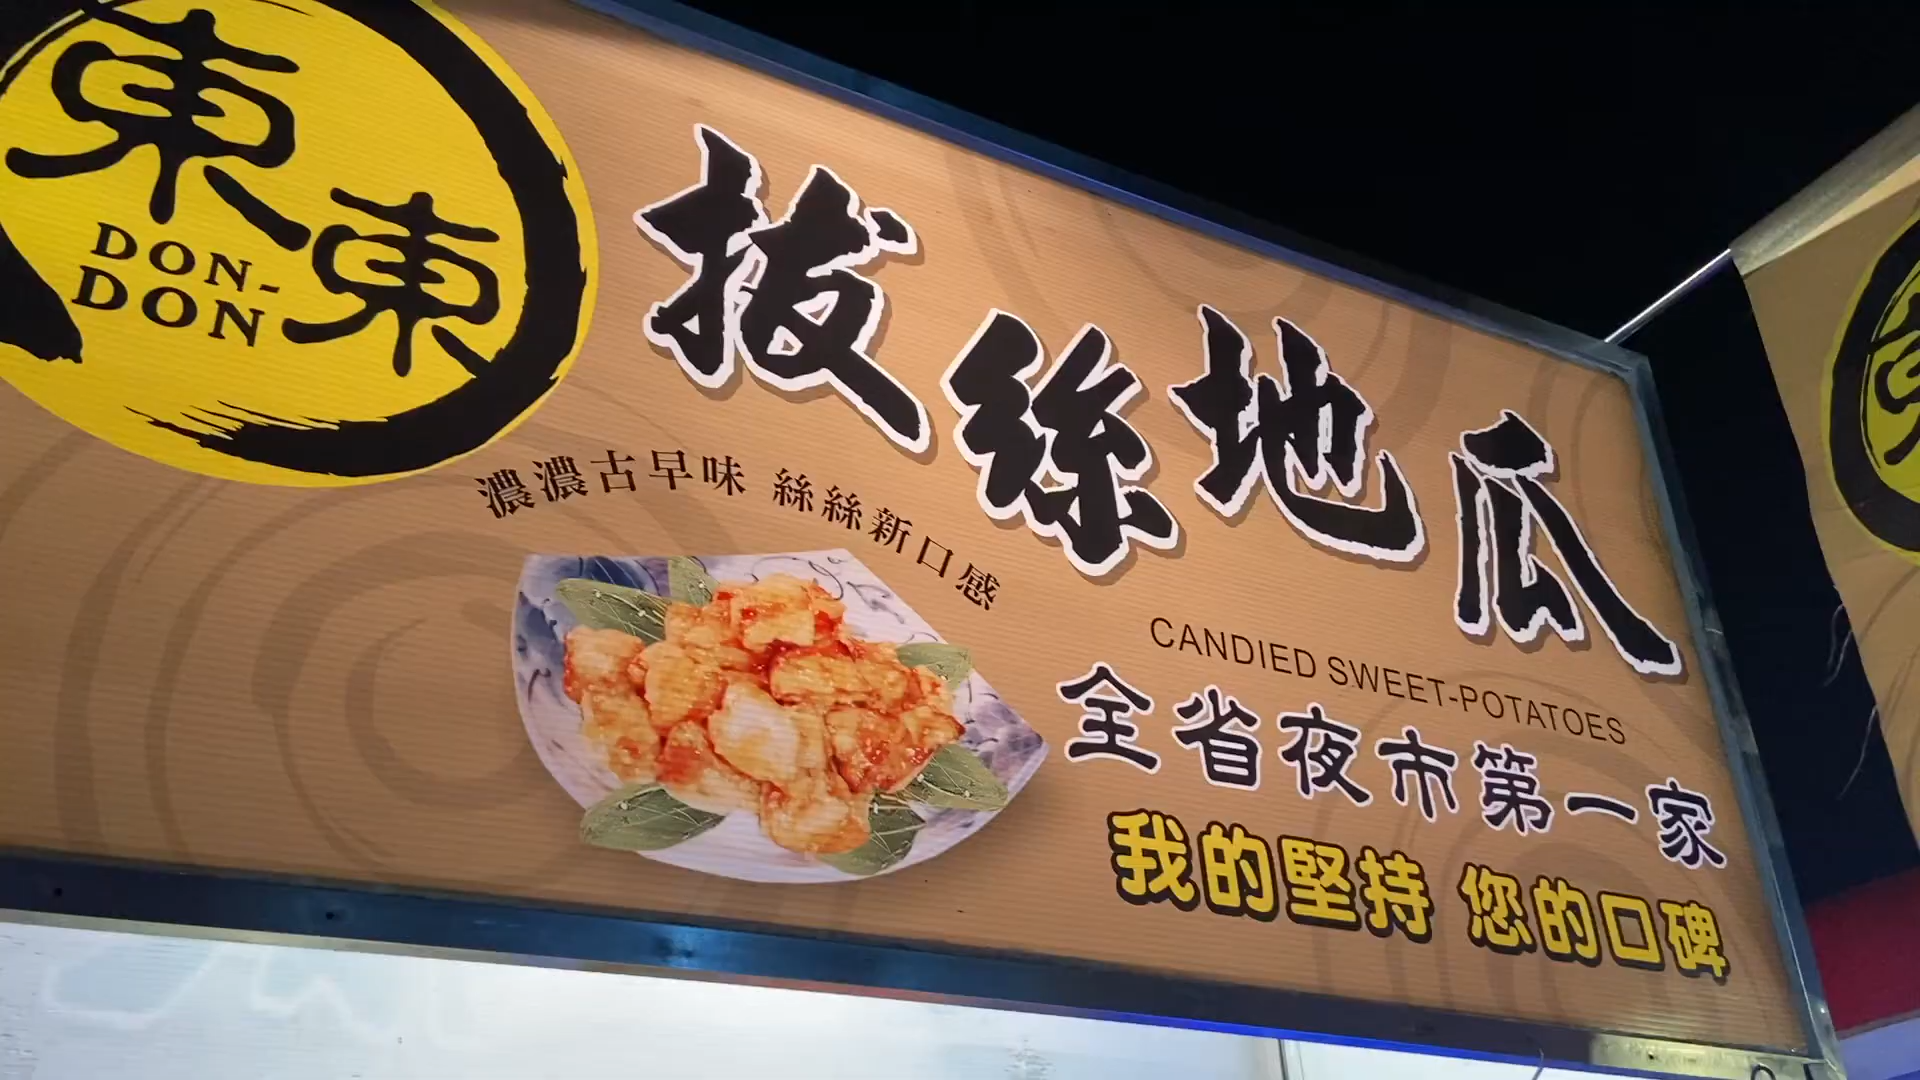 東東
DON-
DON
拔絲地瓜
濃濃古早味 絲絲新口感
CANDIED SWEET-POTATOES
全省夜市第一家
我的堅持 您的口碑